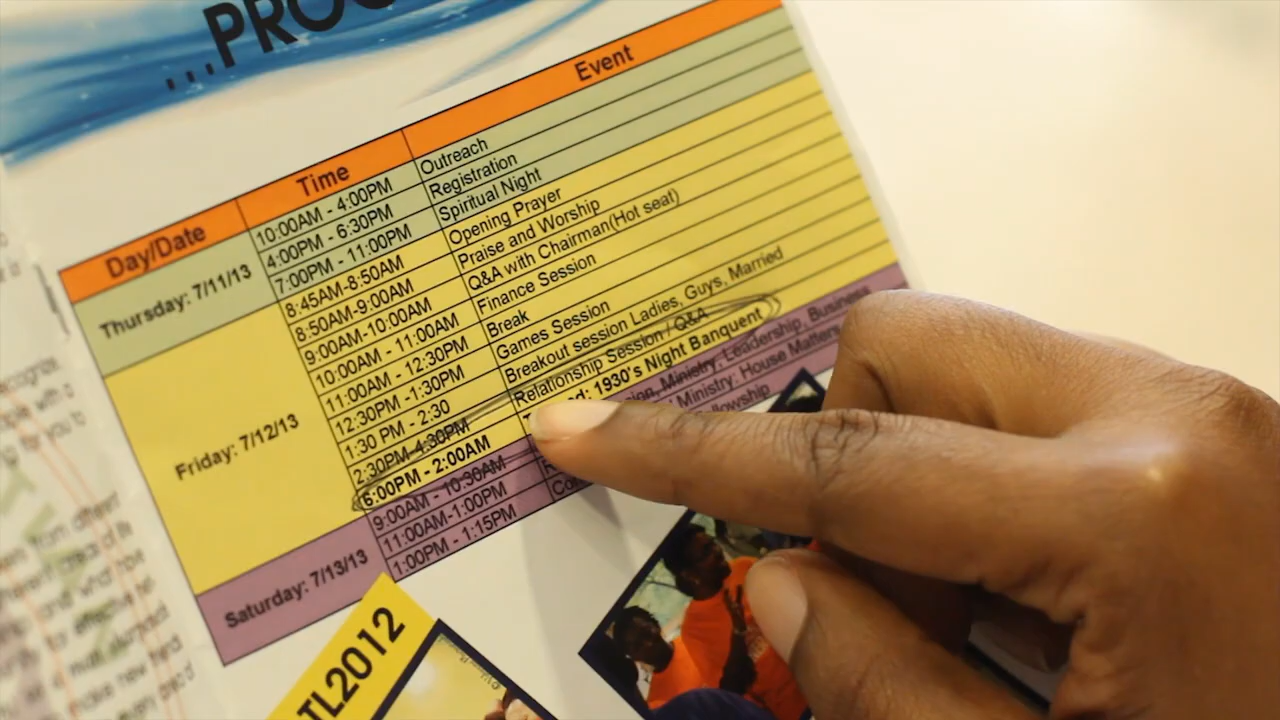 ...PROG
Day/Date Time Event
Thursday: 7/11/13
10:00AM - 4:00PM Outreach
4:00PM - 6:30PM Registration
7:00PM - 11:00PM Spiritual Night
Friday: 7/12/13
8:45AM-8:50AM Opening Prayer
8:50AM-9:00AM Praise and Worship
9:00AM-10:00AM Q&A with Chairman(Hot seat)
10:00AM - 11:00AM Finance Session
11:00AM - 12:30PM Break
12:30PM -1:30PM Games Session
1:30 PM - 2:30 Breakout session Ladies, Guys, Married
2:30PM-4:30PM Relationship Session / Q&A
6:00PM - 2:00AM 1930's Night Banquent
Saturday: 7/13/13
9:00AM - 10:30AM Ministry, Leadership, Business
11:00AM-1:00PM Ministry: House Matters
1:00PM - 1:15PM
TL2012